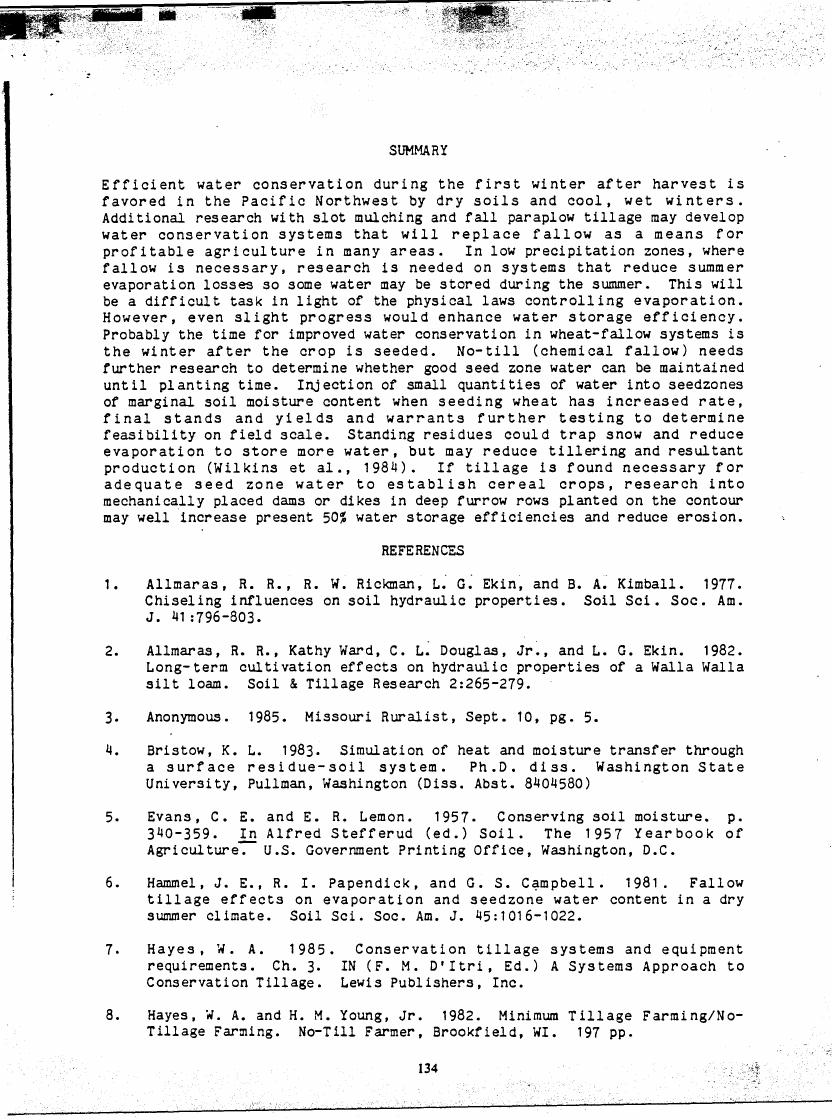 SUMMARY
Efficient water conservation during the first winter after harvest is
favored in the Pacific Northwest by dry soils and cool, wet winters.
Additional research with slot mulching and fall paraplow tillage may develop
water conservation systems that will replace fallow as a means for
profitable agriculture in many areas. In low precipitation zones, where
fallow is necessary, research is needed on systems that reduce summer
evaporation losses so some water may be stored during the summer. This will
be a difficult task in light of the physical laws controlling evaporation.
However, even slight progress would enhance water storage efficiency.
Probably the time for improved water conservation in wheat-fallow systems is
the winter after the crop is seeded. No-till (chemical fallow) needs
further research to determine whether good seed zone water can be maintained
until planting time. Injection of small quantities of water into seedzones
of marginal soil moisture content when seeding wheat has increased rate,
final stands and yields and warrants further testing to determine
feasibility on field scale. Standing residues could trap snow and reduce
evaporation to store more water, but may reduce tillering and resultant
production (Wilkins et al., 1984). If tillage is found necessary for
adequate seed zone water to establish cereal crops, research into
mechanically placed dams or dikes in deep furrow rows planted on the contour
may well increase present 50% water storage efficiencies and reduce erosion.
REFERENCES
1. Allmaras, R. R., R. W. Rickman, L. G. Ekin, and B. A. Kimball. 1977.
Chiseling influences on soil hydraulic properties. Soil Sci. Soc. Am.
J. 41:796-803.
2. Allmaras, R. R., Kathy Ward, C. L. Douglas, Jr., and L. G. Ekin. 1982.
Long-term cultivation effects on hydraulic properties of a Walla Walla
silt loam. Soil & Tillage Research 2:265-279.
3. Anonymous. 1985. Missouri Ruralist, Sept. 10, pg. 5.
4. Bristow, K. L. 1983. Simulation of heat and moisture transfer through
a surface residue-soil system. Ph.D. diss. Washington State
University, Pullman, Washington (Diss. Abst. 8404580)
5. Evans, C. E. and E. R. Lemon. 1957. Conserving soil moisture. p.
340-359. In Alfred Stefferud (ed.) Soil. The 1957 Yearbook of
Agriculture. U.S. Government Printing Office, Washington, D.C.
6. Hammel, J. E., R. I. Papendick, and G. S. Campbell. 1981. Fallow
tillage effects on evaporation and seedzone water content in a dry
summer climate. Soil Sci. Soc. Am. J. 45:1016-1022.
7. Hayes, W. A. 1985. Conservation tillage systems and equipment
requirements. Ch. 3. IN (F. M. D'Itri, Ed.) A Systems Approach to
Conservation Tillage. Lewis Publishers, Inc.
8. Hayes, W. A. and H. M. Young, Jr. 1982. Minimum Tillage Farming/No-
Tillage Farming. No-Till Farmer, Brookfield, WI. 197 pp.
134